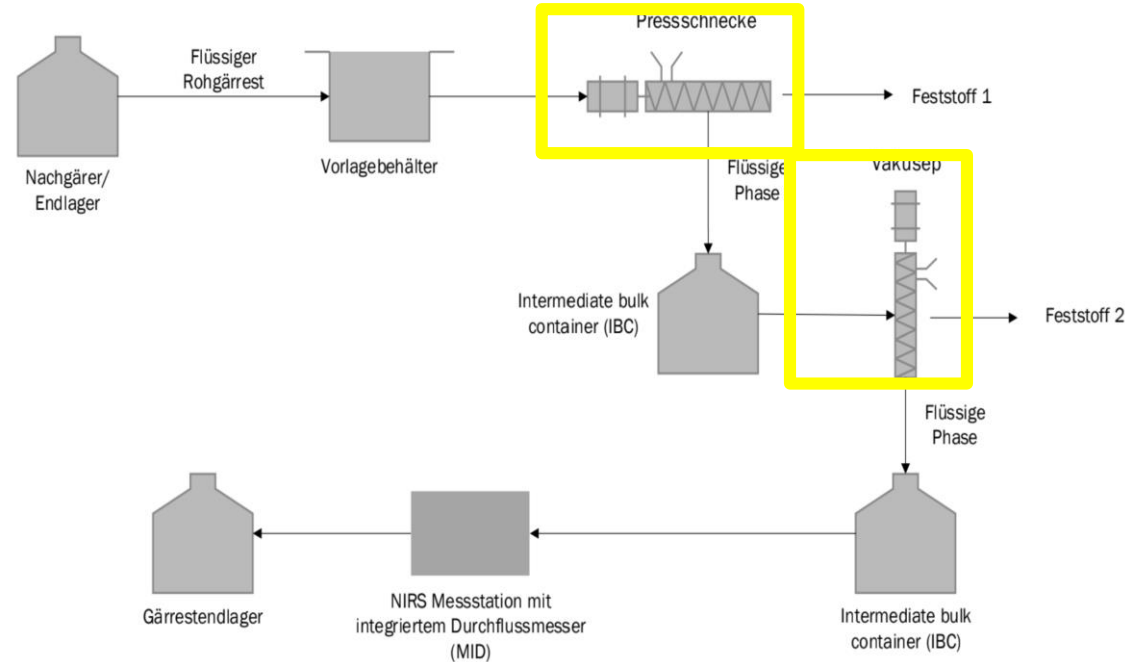 Pressschnecke
Flüssiger
Rohgärrest
Feststoff 1
Vorlagebehälter
Nachgärer/
Endlager
Flüssige
Phase
Vakusep
Intermediate bulk
container (IBC)
Feststoff 2
Flüssige
Phase
Gärrestendlager
NIRS Messstation mit
integriertem Durchflussmesser
(MID)
Intermediate bulk
container (IBC)